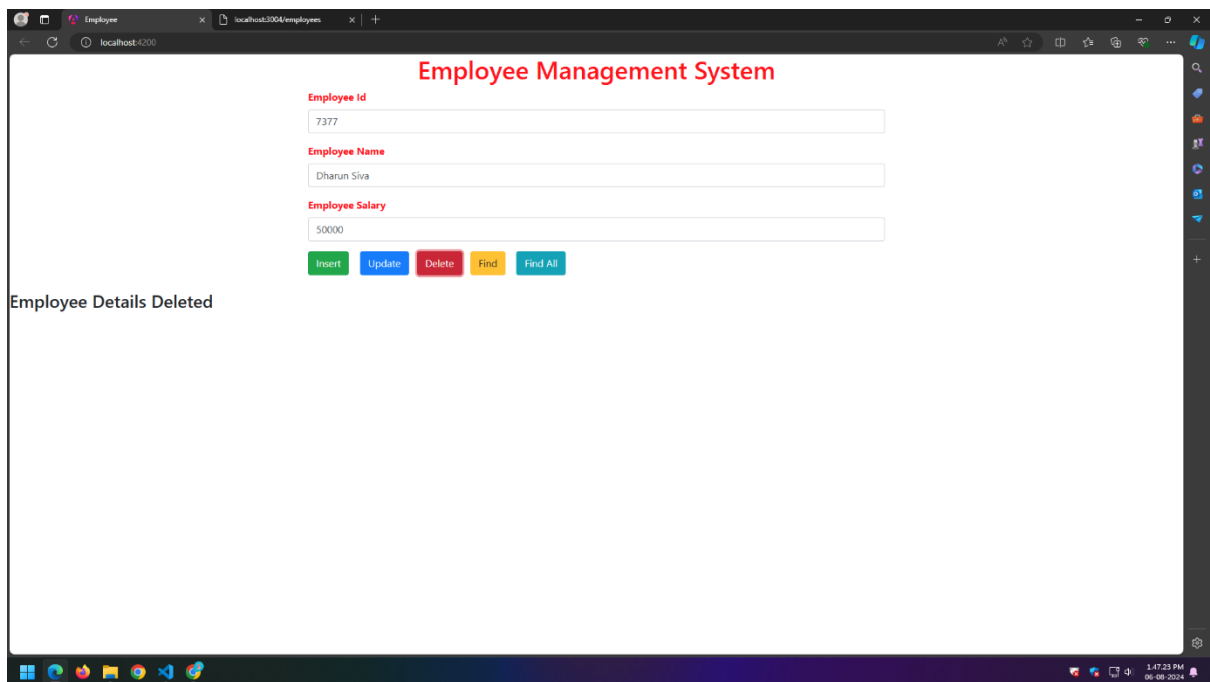 Employee
localhost:3004/employees
localhost:4200
Employee Management System
Employee Id
7377
Employee Name
Dharun Siva
Employee Salary
50000
Insert Update Delete Find Find All
Employee Details Deleted
1.47.23 PM
06-08-2024